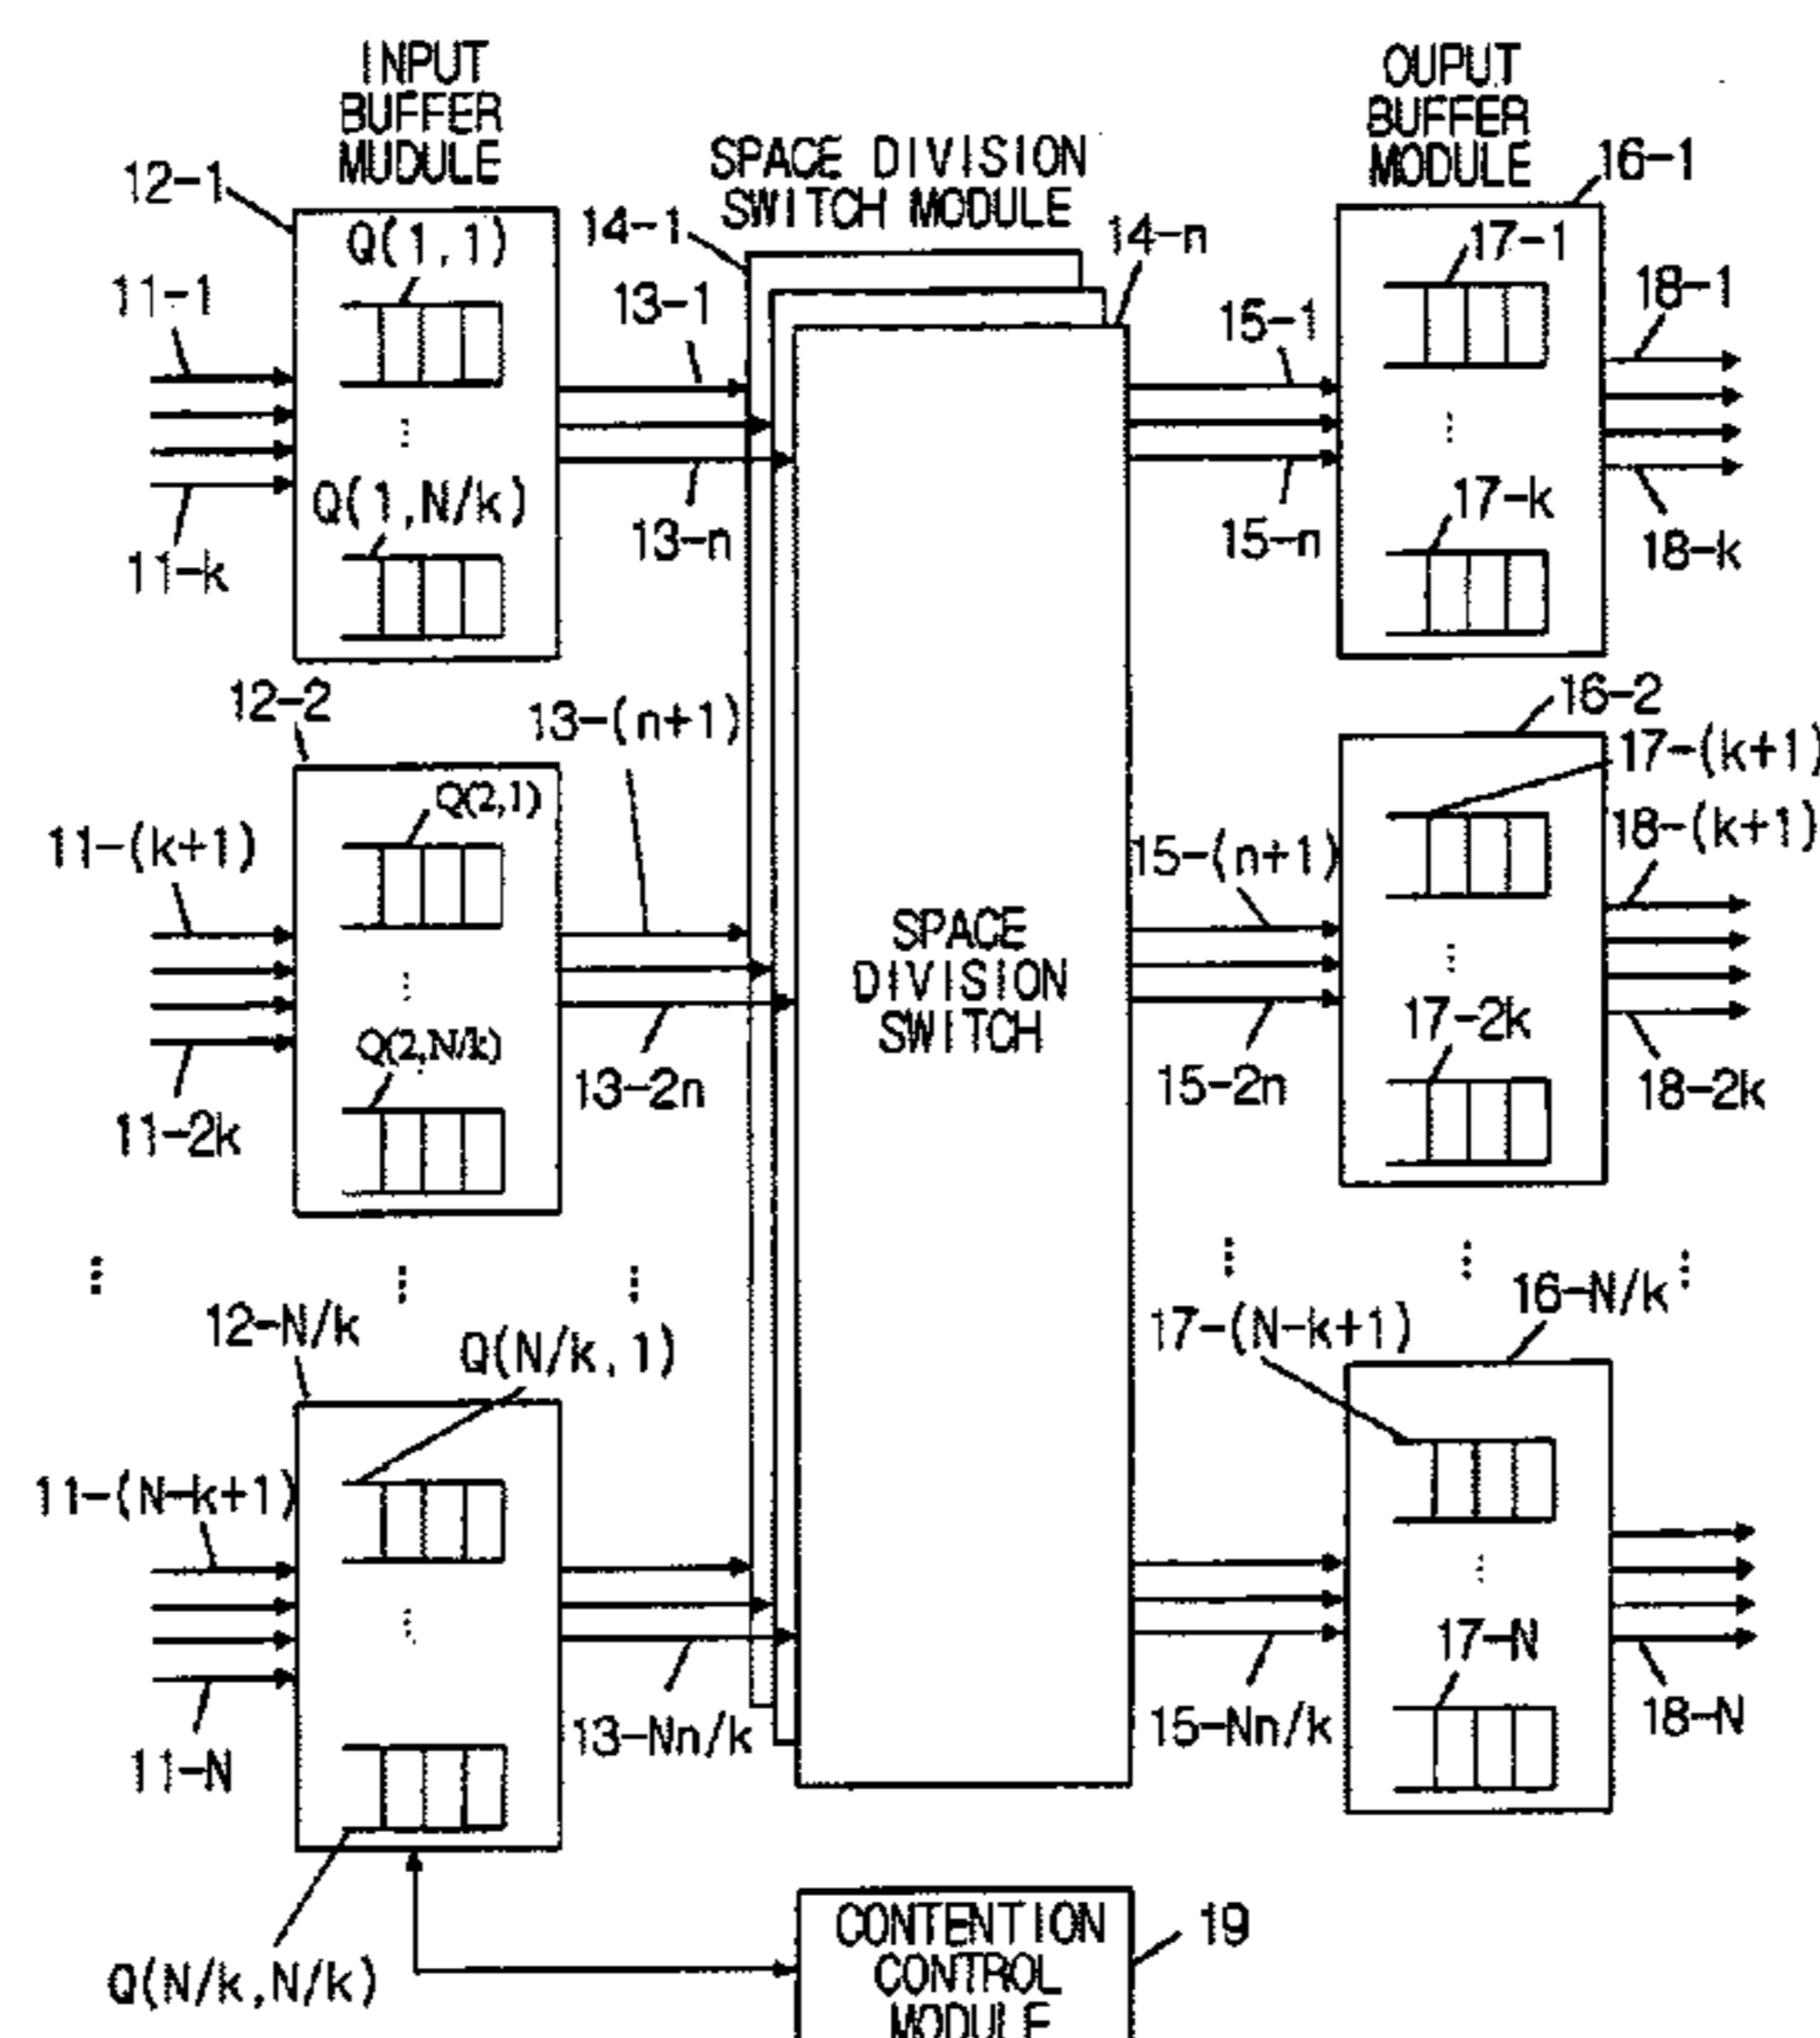 INPUT
BUFFER
MUDULE
SPACE DIVISION
SWITCH MODULE
OUPUT
BUFFER
MODULE
12-1
Q(1,1)
11-1
11-k
Q(1,N/k)
14-1
14-n
13-1
13-n
15-1
15-n
16-1
17-1
17-k
18-1
18-k
12-2
Q(2,1)
11-(k+1)
11-2k
Q(2,N/k)
13-(n+1)
13-2n
SPACE
DIVISION
SWITCH
15-(n+1)
15-2n
16-2
17-(k+1)
18-(k+1)
17-2k
18-2k
12-N/k
Q(N/k,1)
11-(N-k+1)
11-N
Q(N/k,N/k)
13-Nn/k
15-Nn/k
16-N/k
17-(N-k+1)
17-N
18-N
CONTENTION
CONTROL
MODULE
19